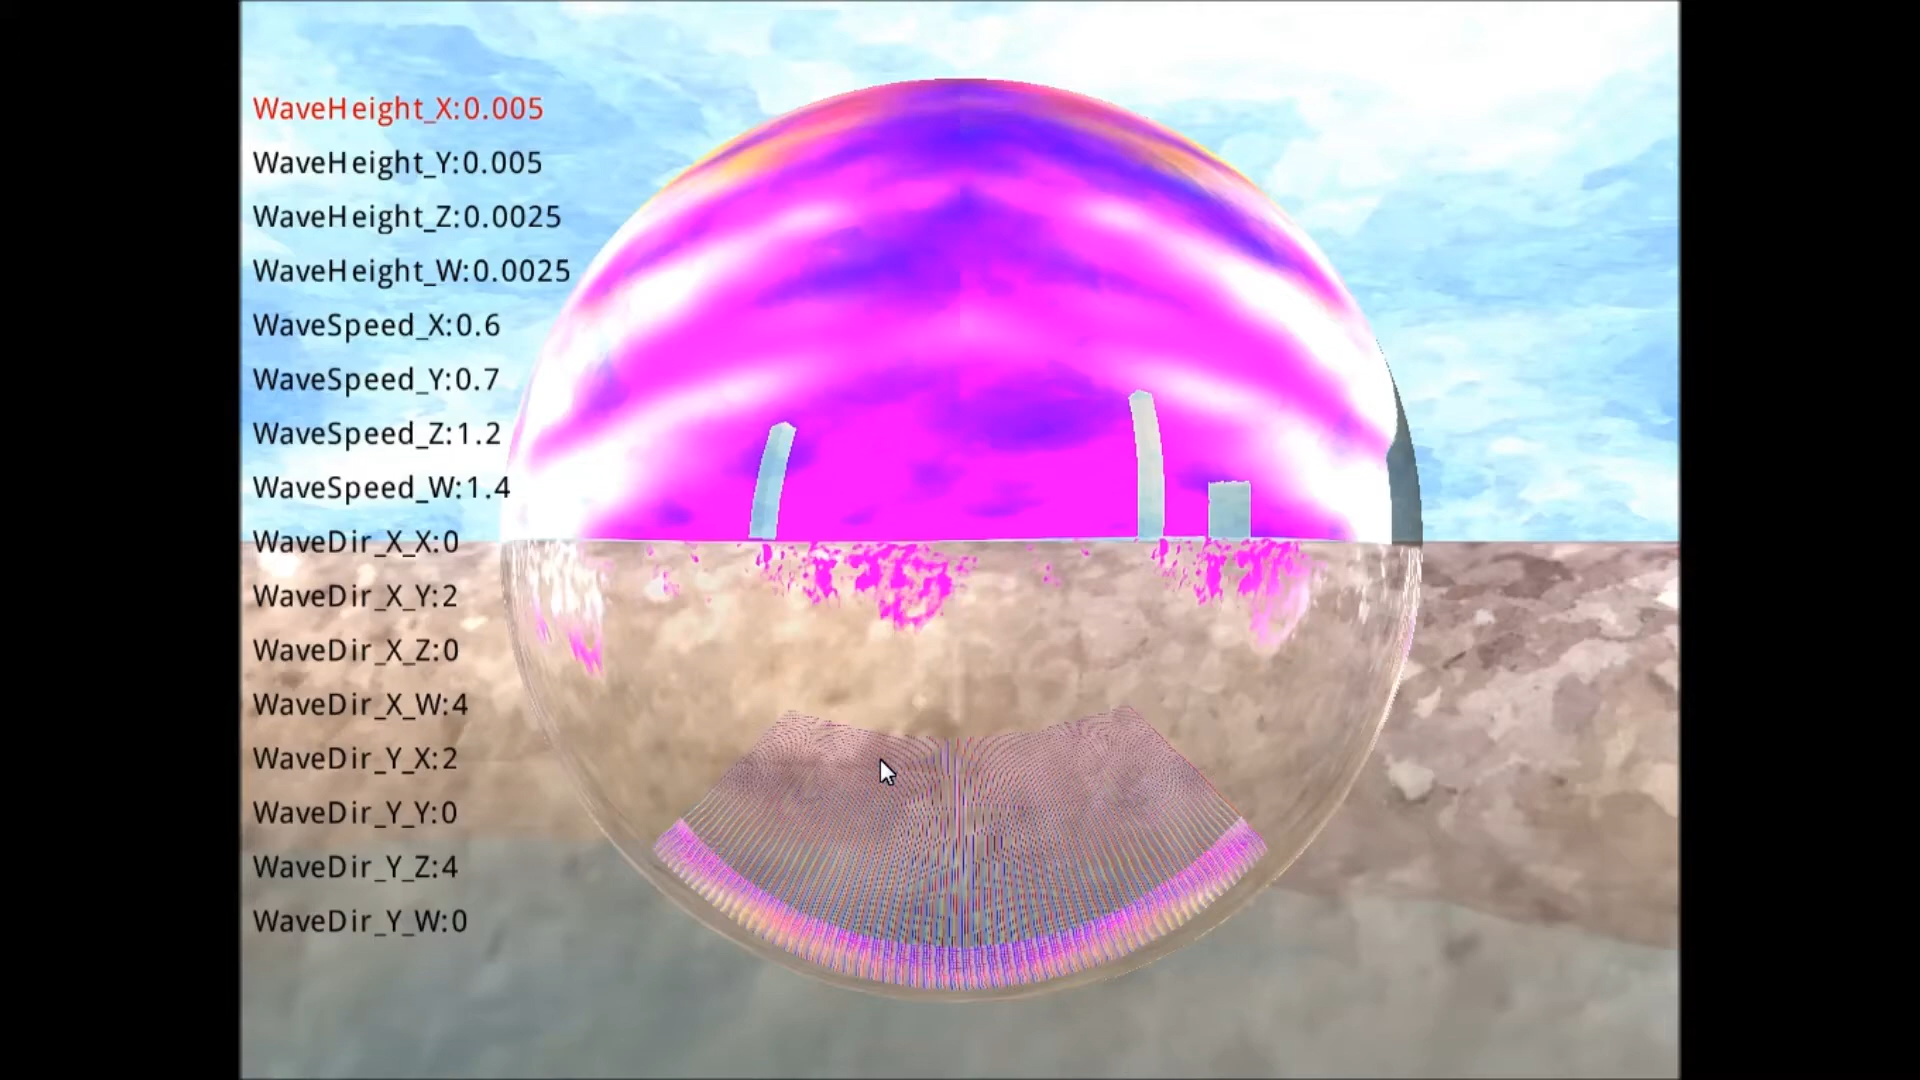 WaveHeight_X:0.005
WaveHeight_Y:0.005
WaveHeight_Z:0.0025
WaveHeight_W:0.0025
WaveSpeed_X:0.6
WaveSpeed_Y:0.7
WaveSpeed_Z:1.2
WaveSpeed_W:1.4
WaveDir_X_X:0
WaveDir_X_Y:2
WaveDir_X_Z:0
WaveDir_X_W:4
WaveDir_Y_X:2
WaveDir_Y_Y:0
WaveDir_Y_Z:4
WaveDir_Y_W:0